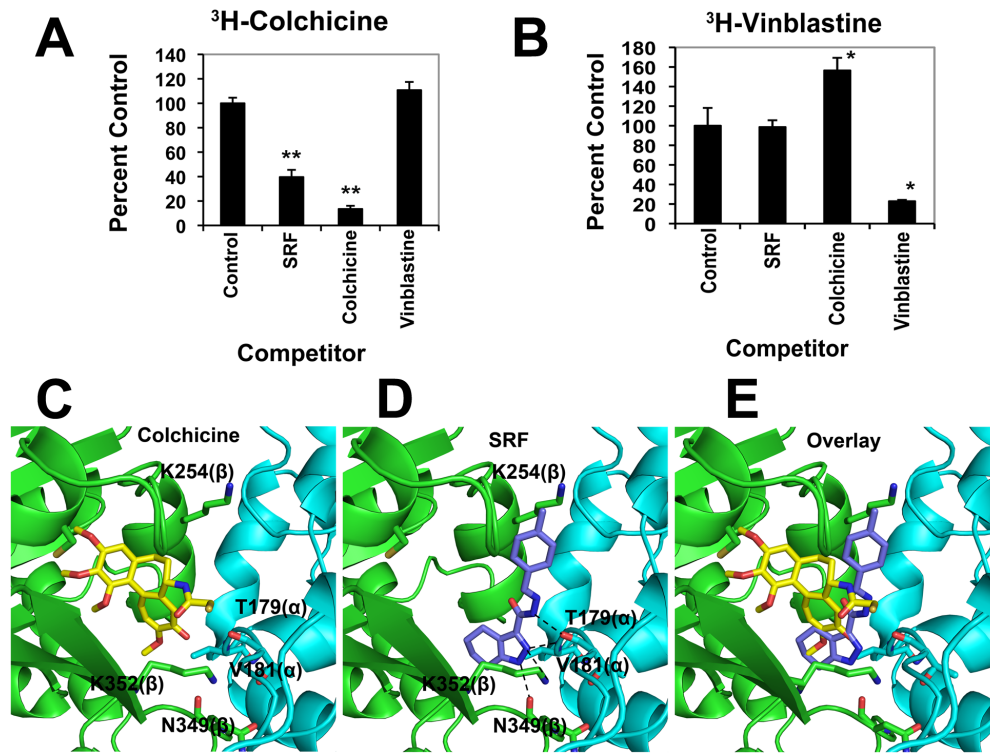 A
³H-Colchicine
Percent Control
140
120
100
80
60
40
20
0
**
**
Control
SRF
Colchicine
Vinblastine
Competitor
B
³H-Vinblastine
Percent Control
180
160
140
120
100
80
60
40
20
0
*
*
Control
SRF
Colchicine
Vinblastine
Competitor
C
Colchicine
K254(β)
T179(α)
V181(α)
K352(β)
N349(β)
D
SRF
K254(β)
T179(α)
V181(α)
K352(β)
N349(β)
E
Overlay